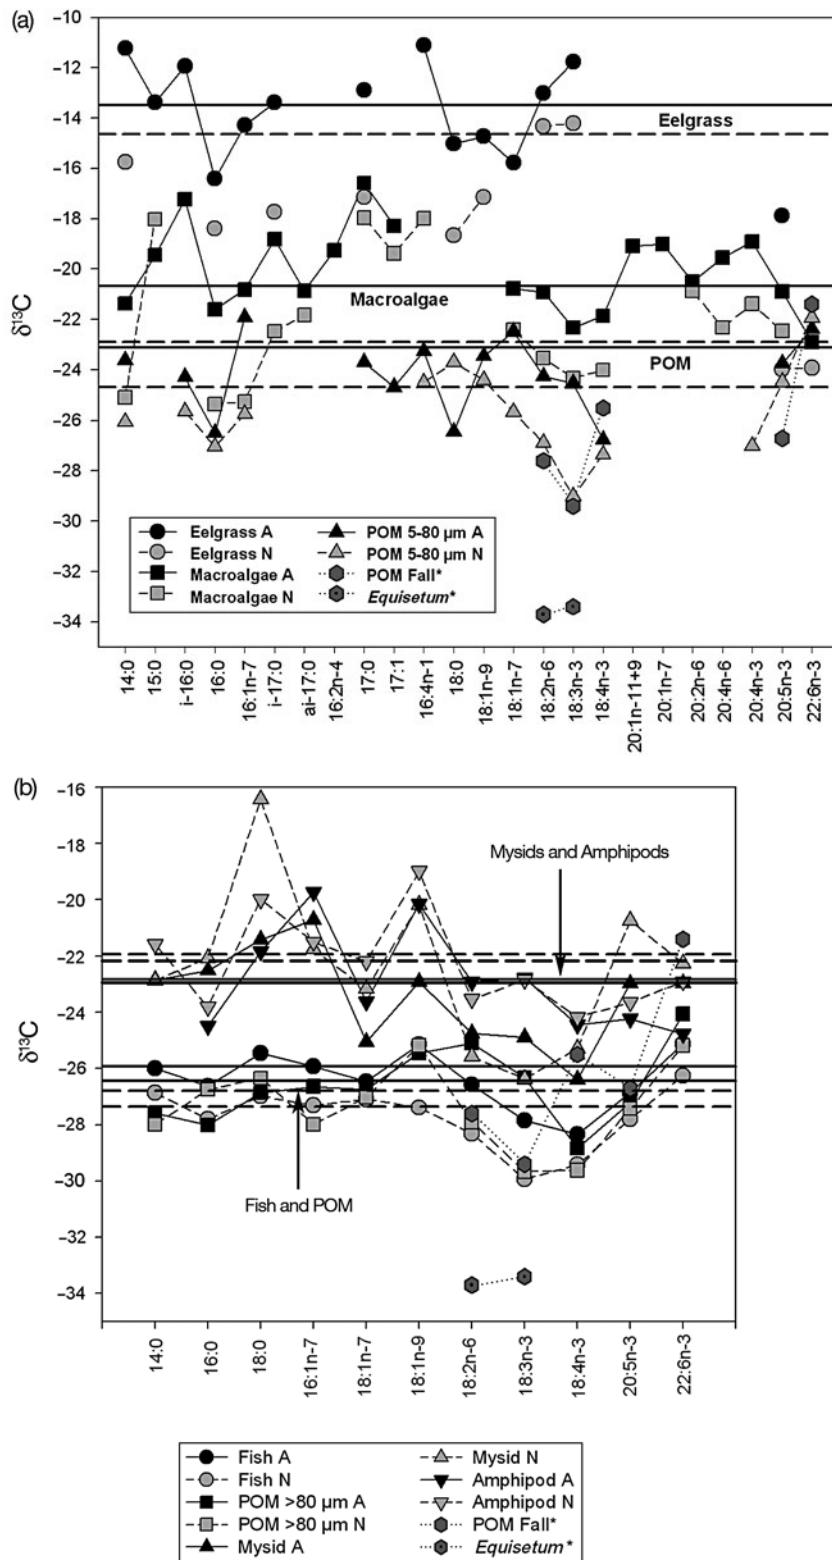 (a)
δ13C
−10
−12
−14
−16
−18
−20
−22
−24
−26
−28
−30
−32
−34
Eelgrass
Macroalgae
POM
Eelgrass A
Eelgrass N
Macroalgae A
Macroalgae N
POM 5-80 µm A
POM 5-80 µm N
POM Fall*
Equisetum*
14:0
15:0
i-16:0
16:0
16:1n-7
i-17:0
ai-17:0
16:2n-4
17:0
17:1
16:4n-1
18:0
18:1n-9
18:1n-7
18:2n-6
18:3n-3
18:4n-3
20:1n-11+9
20:1n-7
20:2n-6
20:4n-6
20:4n-3
20:5n-3
22:6n-3
(b)
δ13C
−16
−18
−20
−22
−24
−26
−28
−30
−32
−34
Mysids and Amphipods
Fish and POM
14:0
16:0
18:0
16:1n-7
18:1n-7
18:1n-9
18:2n-6
18:3n-3
18:4n-3
20:5n-3
22:6n-3
Fish A
Fish N
POM >80 µm A
POM >80 µm N
Mysid A
Mysid N
Amphipod A
Amphipod N
POM Fall*
Equisetum*